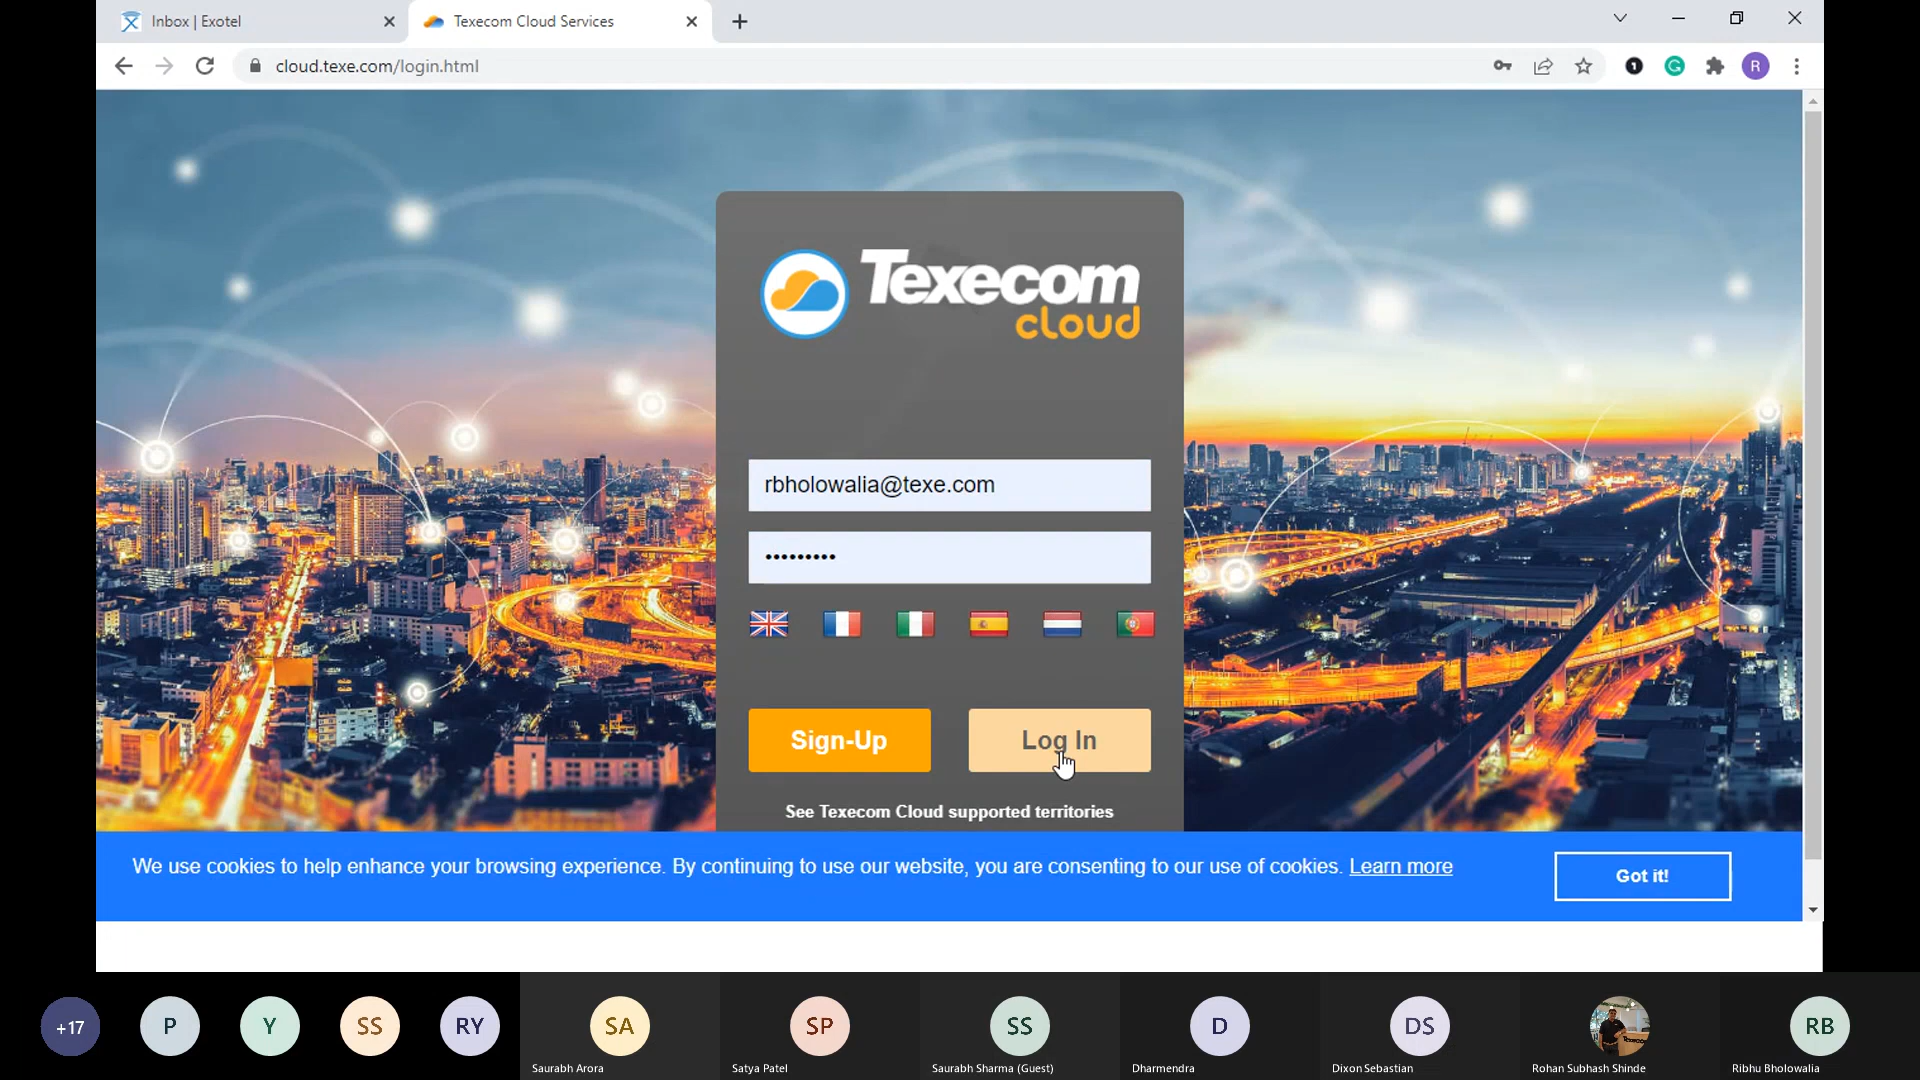 Inbox | Exotel
Texecom Cloud Services
cloud.texe.com/login.html
R
Texecom
cloud
rbholowalia@texe.com
Sign-Up
Log In
See Texecom Cloud supported territories
We use cookies to help enhance your browsing experience. By continuing to use our website, you are consenting to our use of cookies. Learn more
Got it!
+17
P
Y
SS
RY
SA
SP
SS
D
DS
RB
Saurabh Arora
Satya Patel
Saurabh Sharma (Guest)
Dharmendra
Dixon Sebastian
Rohan Subhash Shinde
Ribhu Bholowalia